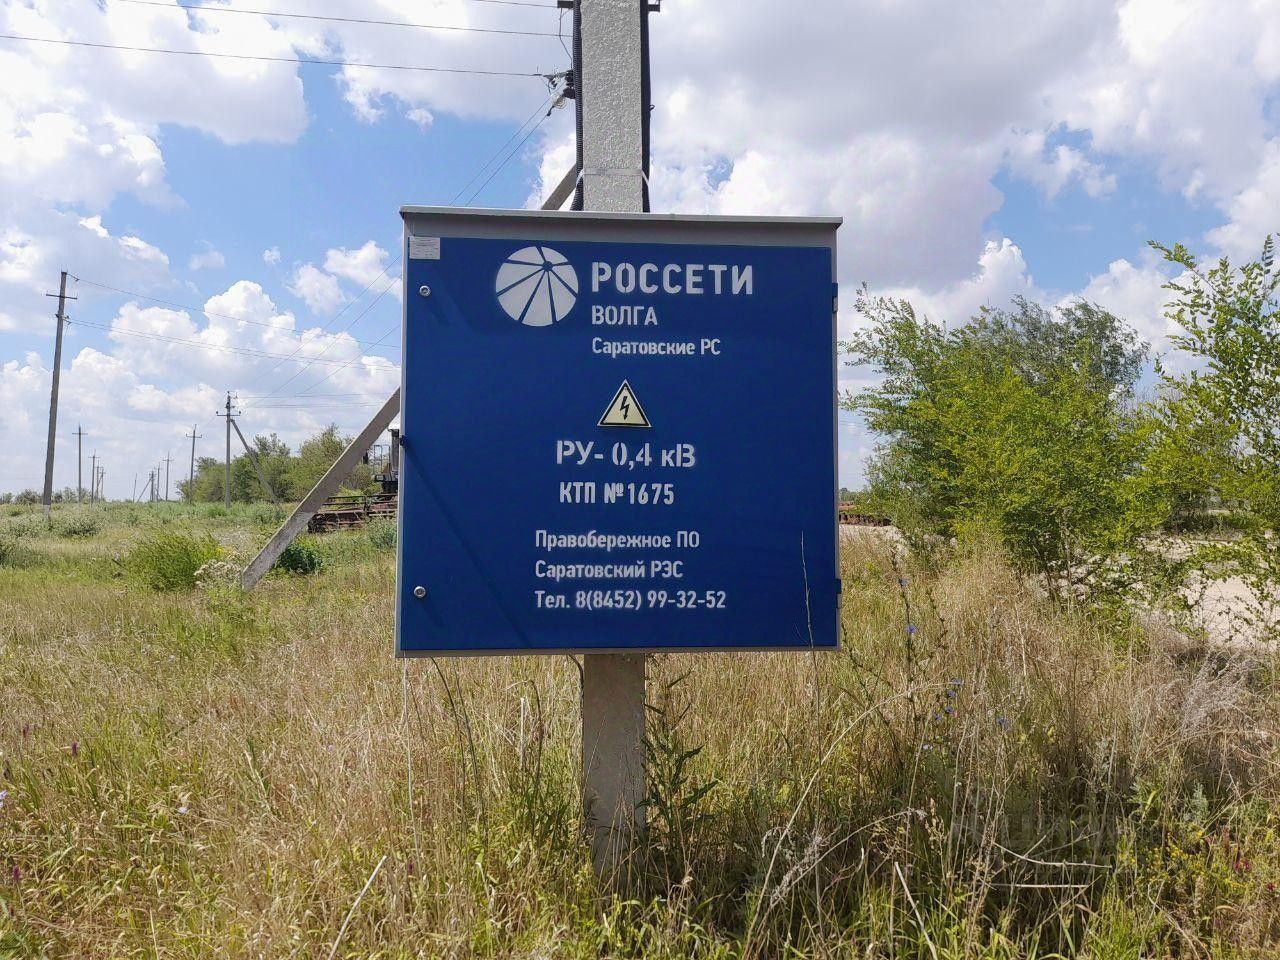 РОССЕТИ
ВОЛГА
Саратовские РС
РУ- 0,4 кВ
КТП №1675
Правобережное ПО
Саратовский РЭС
Тел. 8(8452) 99-32-52